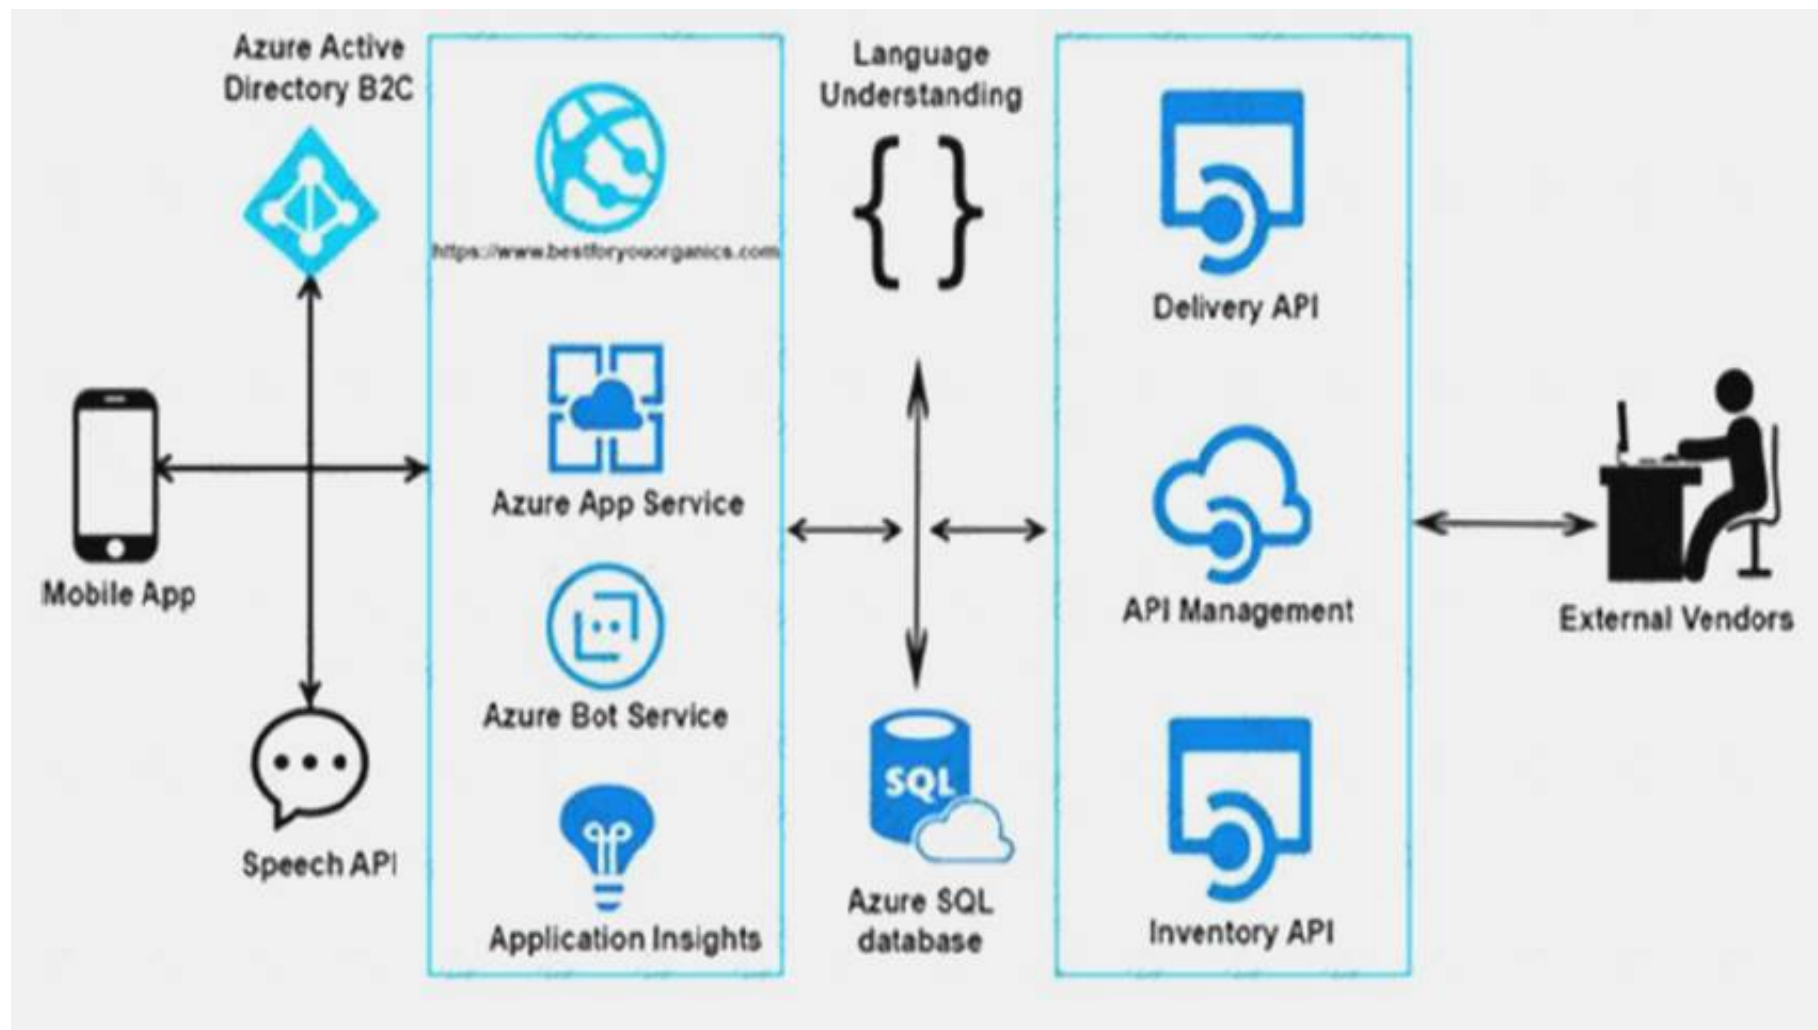 Azure Active
Directory B2C
Mobile App
Speech API
https://www.bestforyouorganics.com
Azure App Service
Azure Bot Service
Application Insights
Language
Understanding
{ }
SQL
Azure SQL
database
Delivery API
API Management
Inventory API
External Vendors